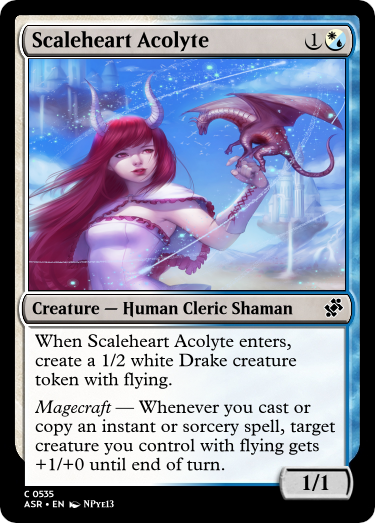 Scaleheart Acolyte 1
Creature — Human Cleric Shaman
When Scaleheart Acolyte enters,
create a 1/2 white Drake creature
token with flying.
Magecraft — Whenever you cast or
copy an instant or sorcery spell, target
creature you control with flying gets
+1/+0 until end of turn.
1/1
C 0535
ASR • EN NPye13